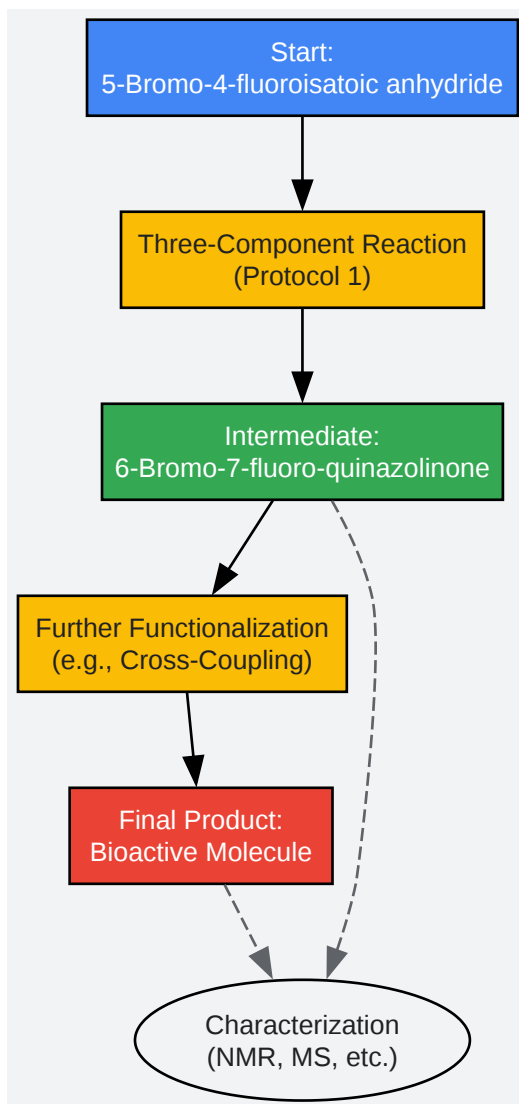 Start:
5-Bromo-4-fluoroisatoic anhydride
Three-Component Reaction
(Protocol 1)
Intermediate:
6-Bromo-7-fluoro-quinazolinone
Further Functionalization
(e.g., Cross-Coupling)
Final Product:
Bioactive Molecule
Characterization
(NMR, MS, etc.)